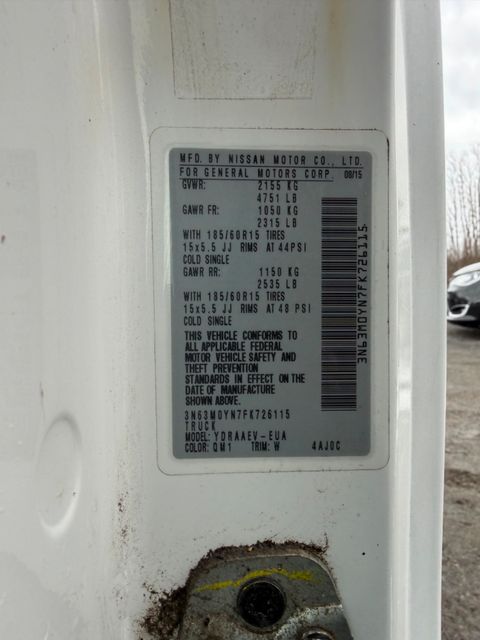 MFD. BY NISSAN MOTOR CO., LTD.
FOR GENERAL MOTORS CORP. 08/15
GVWR: 2155 KG
4751 LB
GAWR FR: 1050 KG
2315 LB
WITH 185/60R15 TIRES
15x5.5 JJ RIMS AT 44PSI
COLD SINGLE
GAWR RR: 1150 KG
2535 LB
WITH 185/60R15 TIRES
15x5.5 JJ RIMS AT 48 PSI
COLD SINGLE
THIS VEHICLE CONFORMS TO
ALL APPLICABLE FEDERAL
MOTOR VEHICLE SAFETY AND
THEFT PREVENTION
STANDARDS IN EFFECT ON THE
DATE OF MANUFACTURE
SHOWN ABOVE.
3N63M0YN7FK726115
TRUCK
MODEL: YDRAAEV-EUA
COLOR: QM1 TRIM: W 4AJ0C
3N63M0YN7FK726115